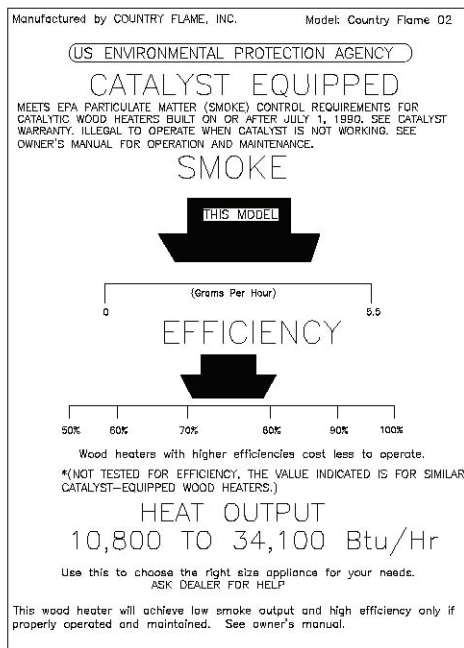 Manufactured by COUNTRY FLAME, INC. Model: Country Flame 02
US ENVIRONMENTAL PROTECTION AGENCY
CATALYST EQUIPPED
MEETS EPA PARTICULATE MATTER (SMOKE) CONTROL REQUIREMENTS FOR
CATALYTIC WOOD HEATERS BUILT ON OR AFTER JULY 1, 1990. SEE CATALYST
WARRANTY. ILLEGAL TO OPERATE WHEN CATALYST IS NOT WORKING. SEE
OWNER'S MANUAL FOR OPERATION AND MAINTENANCE.
SMOKE
THIS MODEL
(Grams Per Hour)
0 5.5
EFFICIENCY
50% 60% 70% 80% 90% 100%
Wood heaters with higher efficiencies cost less to operate.
*(NOT TESTED FOR EFFICIENCY, THE VALUE INDICATED IS FOR SIMILAR
CATALYST-EQUIPPED WOOD HEATERS.)
HEAT OUTPUT
10,800 TO 34,100 Btu/Hr
Use this to choose the right size appliance for your needs.
ASK DEALER FOR HELP
This wood heater will achieve low smoke output and high efficiency only if
properly operated and maintained. See owner's manual.